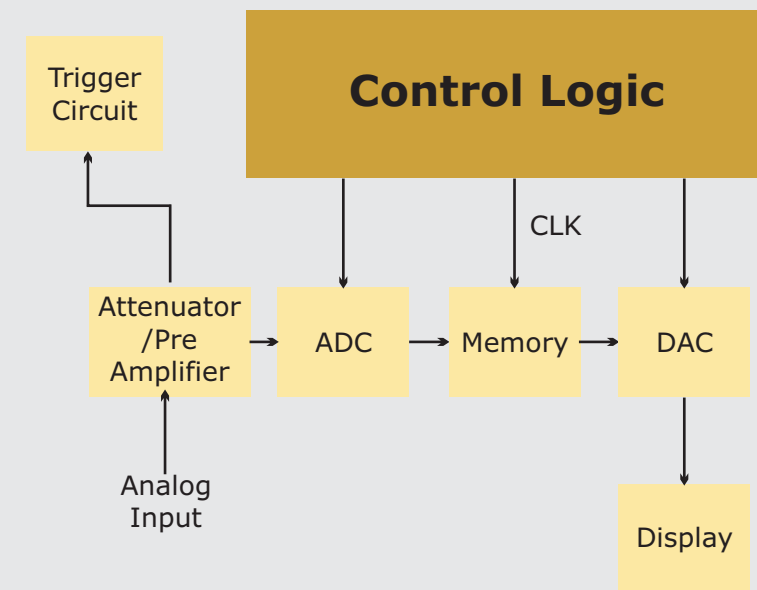 Trigger
Circuit
Control Logic
CLK
Attenuator
/Pre
Amplifier
ADC
Memory
DAC
Analog
Input
Display